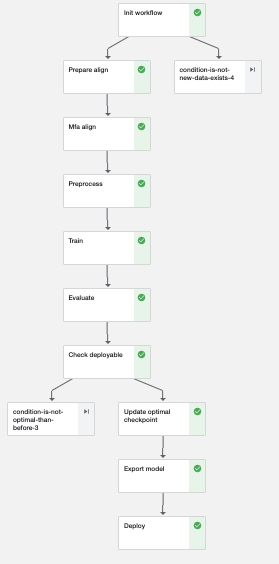 Init workflow
Prepare align
condition-is-not-
new-data-exists-4
Mfa align
Preprocess
Train
Evaluate
Check deployable
condition-is-not-
optimal-than-
before-3
Update optimal
checkpoint
Export model
Deploy